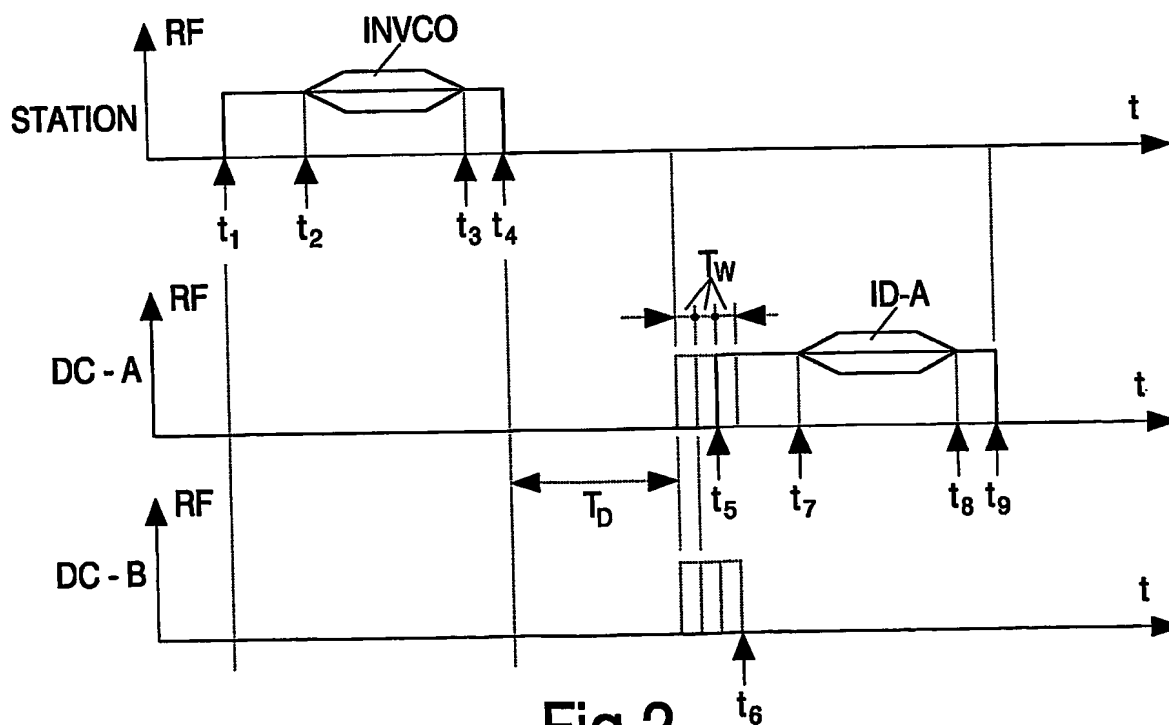 RF
INVCO
STATION
t
t1 t2 t3 t4
TW
RF
ID-A
DC - A
t
TD
t5 t7 t8 t9
RF
DC - B
t
t6
Fig.2